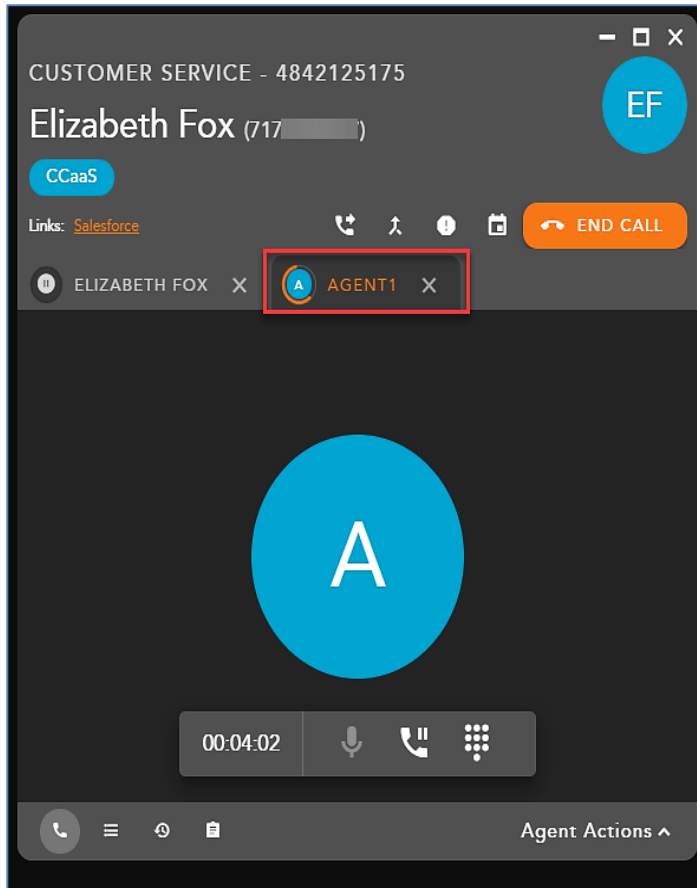 CUSTOMER SERVICE - 4842125175
EF
Elizabeth Fox (717 )
CCaaS
Links: Salesforce
END CALL
ELIZABETH FOX
A AGENT1
A
00:04:02
Agent Actions